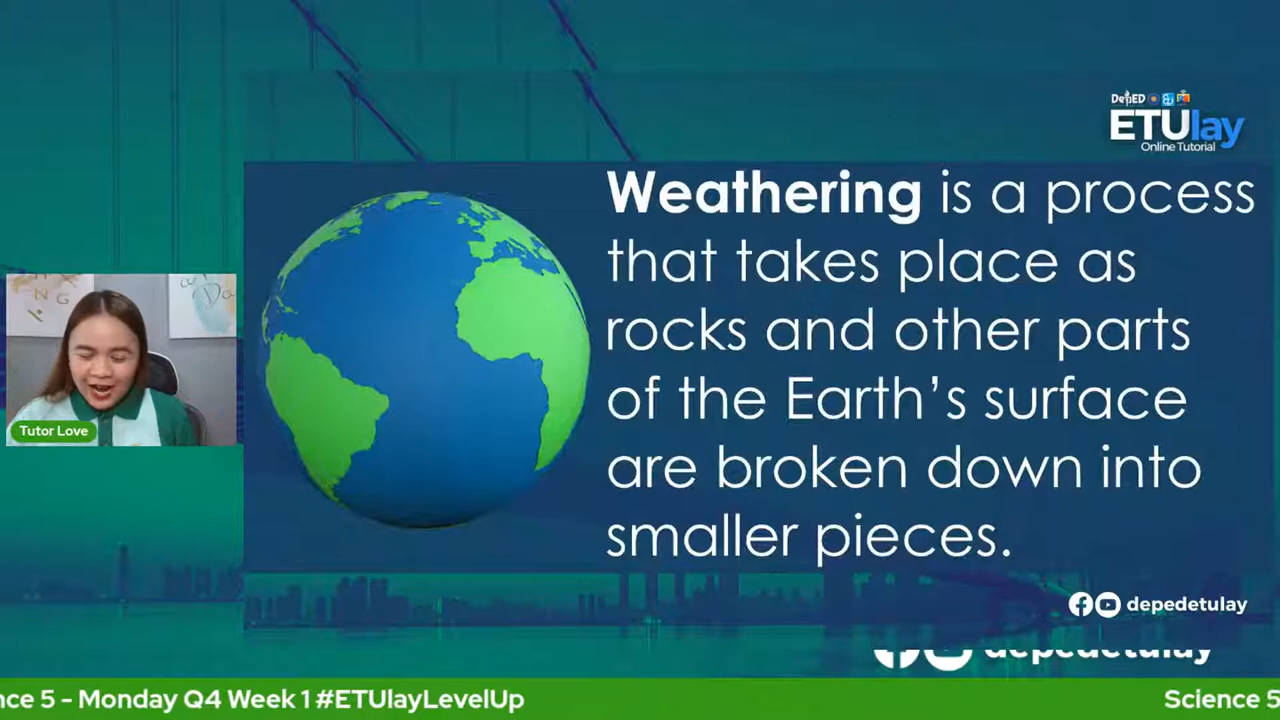 DepED
ETUlay
Online Tutorial
Weathering is a process
that takes place as
rocks and other parts
of the Earth’s surface
are broken down into
smaller pieces.
N G
Da
Tutor Love
depedetulay
depedetulay
nce 5 - Monday Q4 Week 1 #ETUlayLevelUp
Science 5